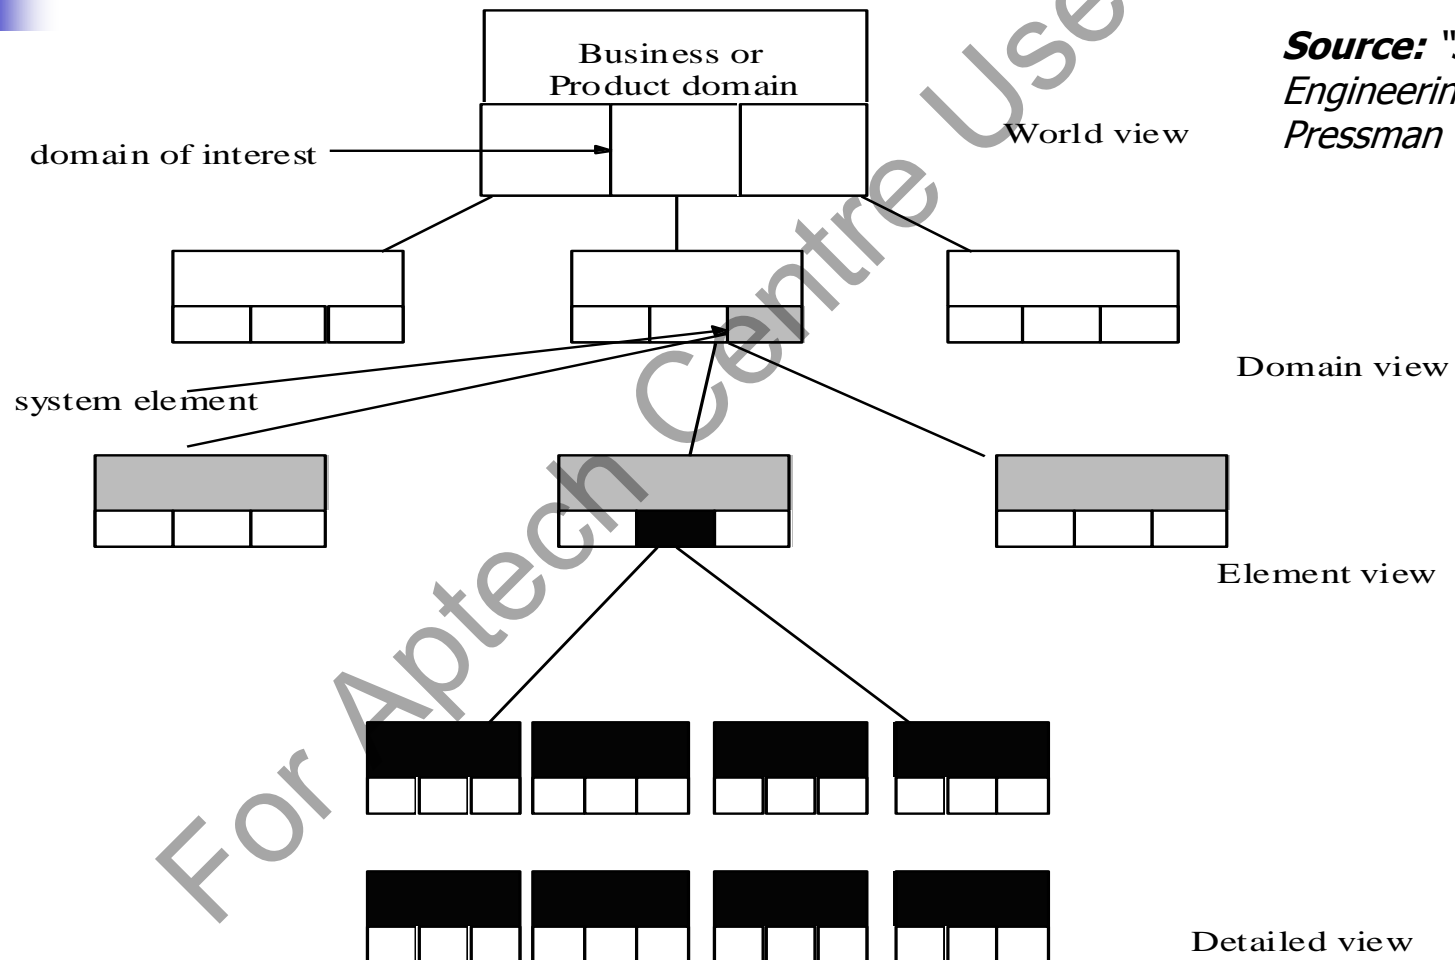 Business or
Product domain
Source:
Engineerin
Pressman
World view
domain of interest
Domain view
system element
Element view
Detailed view
For Aptech Centre Use